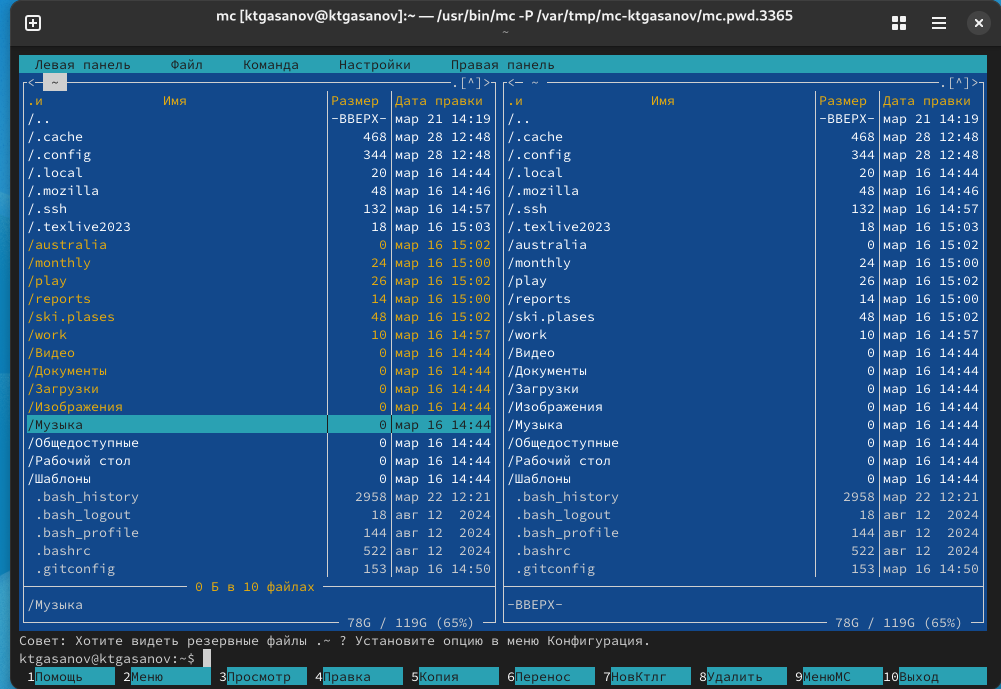 mc [ktgasanov@ktgasanov]:~ — /usr/bin/mc -P /var/tmp/mc-ktgasanov/mc.pwd.3365
~
Левая панель Файл Команда Настройки Правая панель
<─ ~ .[^]>┐┌<─ ~ .[^]>
.и Имя Размер Дата правки .и Имя Размер Дата правки
/.. -ВВЕРХ- мар 21 14:19 /.. -ВВЕРХ- мар 21 14:19
/.cache 468 мар 28 12:48 /.cache 468 мар 28 12:48
/.config 344 мар 28 12:48 /.config 344 мар 28 12:48
/.local 20 мар 16 14:44 /.local 20 мар 16 14:44
/.mozilla 48 мар 16 14:46 /.mozilla 48 мар 16 14:46
/.ssh 132 мар 16 14:57 /.ssh 132 мар 16 14:57
/.texlive2023 18 мар 16 15:03 /.texlive2023 18 мар 16 15:03
/australia 0 мар 16 15:02 /australia 0 мар 16 15:02
/monthly 24 мар 16 15:00 /monthly 24 мар 16 15:00
/play 26 мар 16 15:02 /play 26 мар 16 15:02
/reports 14 мар 16 15:00 /reports 14 мар 16 15:00
/ski.plases 48 мар 16 15:02 /ski.plases 48 мар 16 15:02
/work 10 мар 16 14:57 /work 10 мар 16 14:57
/Видео 0 мар 16 14:44 /Видео 0 мар 16 14:44
/Документы 0 мар 16 14:44 /Документы 0 мар 16 14:44
/Загрузки 0 мар 16 14:44 /Загрузки 0 мар 16 14:44
/Изображения 0 мар 16 14:44 /Изображения 0 мар 16 14:44
/Музыка 0 мар 16 14:44 /Музыка 0 мар 16 14:44
/Общедоступные 0 мар 16 14:44 /Общедоступные 0 мар 16 14:44
/Рабочий стол 0 мар 16 14:44 /Рабочий стол 0 мар 16 14:44
/Шаблоны 0 мар 16 14:44 /Шаблоны 0 мар 16 14:44
.bash_history 2958 мар 22 12:21 .bash_history 2958 мар 22 12:21
.bash_logout 18 авг 12 2024 .bash_logout 18 авг 12 2024
.bash_profile 144 авг 12 2024 .bash_profile 144 авг 12 2024
.bashrc 522 авг 12 2024 .bashrc 522 авг 12 2024
.gitconfig 153 мар 16 14:50 .gitconfig 153 мар 16 14:50
0 Б в 10 файлах
/Музыка -ВВЕРХ-
78G / 119G (65%) 78G / 119G (65%)
Совет: Хотите видеть резервные файлы .~ ? Установите опцию в меню Конфигурация.
ktgasanov@ktgasanov:~$
1Помощь 2Меню 3Просмотр 4Правка 5Копия 6Перенос 7НовКтлг 8Удалить 9МенюМС 10Выход